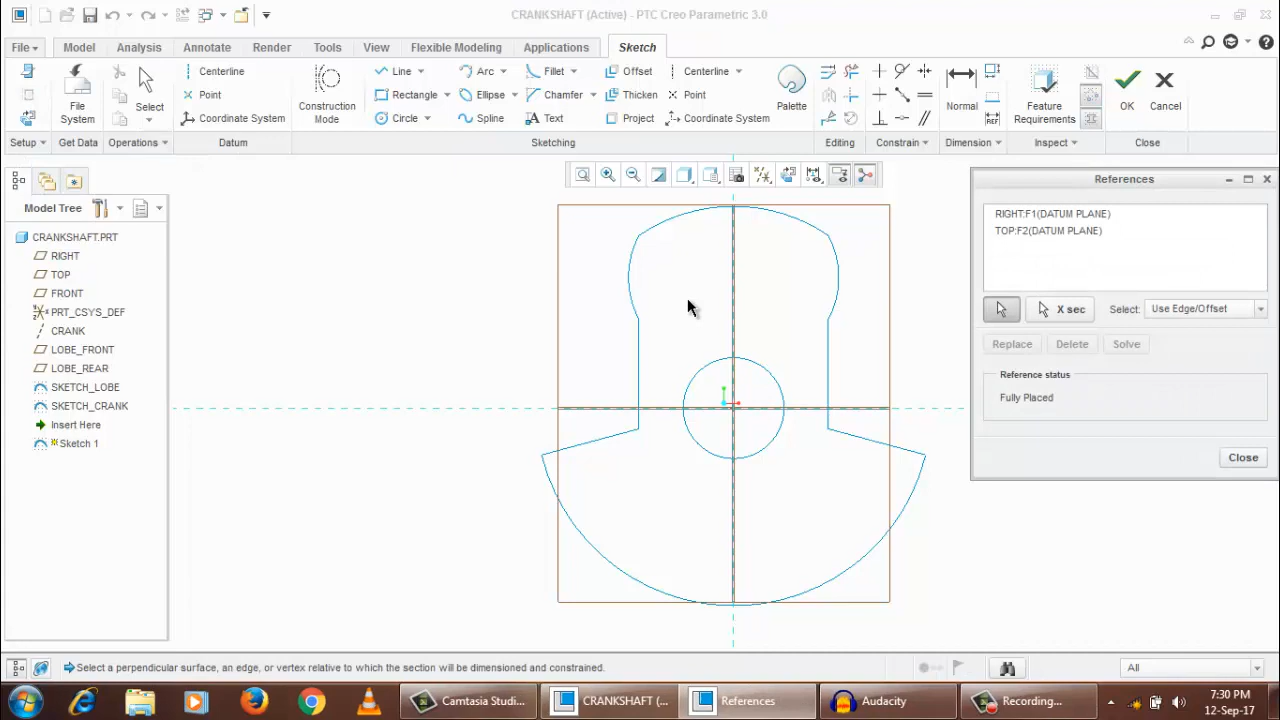 CRANKSHAFT (Active) - PTC Creo Parametric 3.0
File Model Analysis Annotate Render Tools View Flexible Modeling Applications Sketch
Centerline Line Arc Fillet Offset Centerline
Point Rectangle Ellipse Chamfer Thicken Point
Coordinate System Circle Spline Text Project Coordinate System
File System Select Construction Mode Palette Normal Feature Requirements OK Cancel
Setup Get Data Operations Datum Sketching Editing Constrain Dimension Inspect Close
Model Tree
CRANKSHAFT.PRT
RIGHT
TOP
FRONT
PRT_CSYS_DEF
CRANK
LOBE_FRONT
LOBE_REAR
SKETCH_LOBE
SKETCH_CRANK
Insert Here
Sketch 1
References
RIGHT:F1(DATUM PLANE)
TOP:F2(DATUM PLANE)
X sec Select: Use Edge/Offset
Replace Delete Solve
Reference status
Fully Placed
Close
Select a perpendicular surface, an edge, or vertex relative to which the section will be dimensioned and constrained.
All
Camtasia Studi... CRANKSHAFT (... References Audacity Recording...
7:30 PM
12-Sep-17